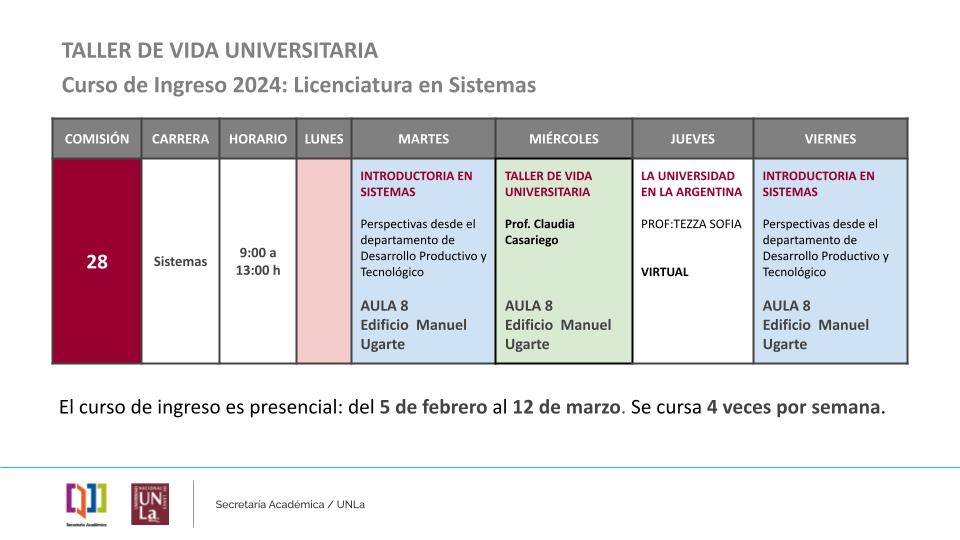 TALLER DE VIDA UNIVERSITARIA
Curso de Ingreso 2024: Licenciatura en Sistemas
COMISIÓN CARRERA HORARIO LUNES MARTES MIÉRCOLES JUEVES VIERNES
28
Sistemas
9:00 a
13:00 h
INTRODUCTORIA EN
SISTEMAS
Perspectivas desde el
departamento de
Desarrollo Productivo y
Tecnológico
AULA 8
Edificio Manuel
Ugarte
TALLER DE VIDA
UNIVERSITARIA
Prof. Claudia
Casariego
AULA 8
Edificio Manuel
Ugarte
LA UNIVERSIDAD
EN LA ARGENTINA
PROF:TEZZA SOFIA
VIRTUAL
INTRODUCTORIA EN
SISTEMAS
Perspectivas desde el
departamento de
Desarrollo Productivo y
Tecnológico
AULA 8
Edificio Manuel
Ugarte
El curso de ingreso es presencial: del 5 de febrero al 12 de marzo. Se cursa 4 veces por semana.
Secretaría Académica
UN
La.
Secretaría Académica / UNLa